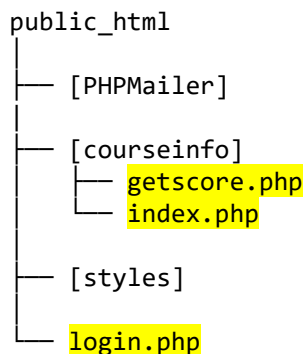 public_html
│
├── [PHPMailer]
│
├── [courseinfo]
│   ├── getscore.php
│   └── index.php
│
├── [styles]
│
└── login.php